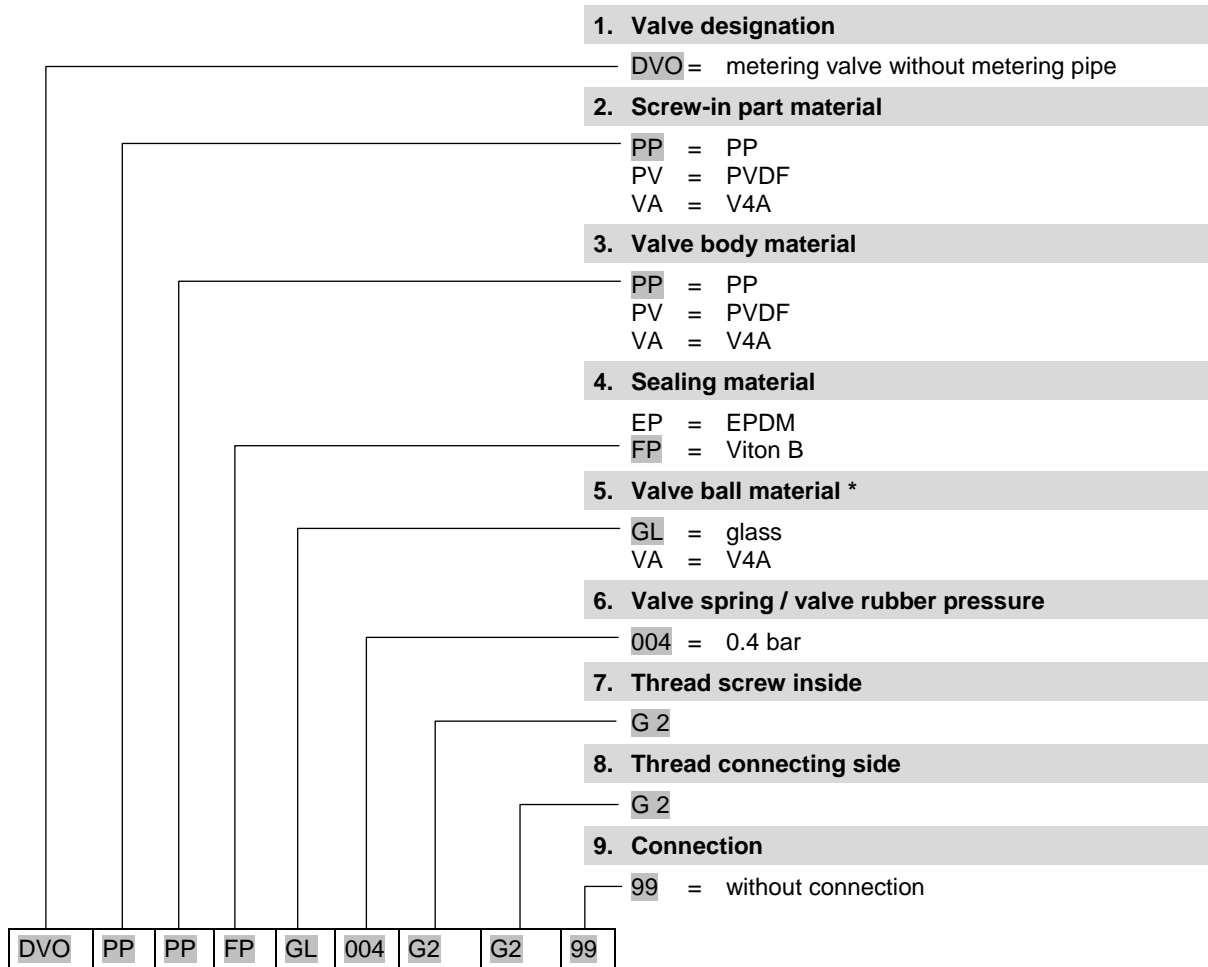 1. Valve designation
DVO = metering valve without metering pipe
2. Screw-in part material
PP = PP
PV = PVDF
VA = V4A
3. Valve body material
PP = PP
PV = PVDF
VA = V4A
4. Sealing material
EP = EPDM
FP = Viton B
5. Valve ball material *
GL = glass
VA = V4A
6. Valve spring / valve rubber pressure
004 = 0.4 bar
7. Thread screw inside
G 2
8. Thread connecting side
G 2
9. Connection
99 = without connection
DVO PP PP FP GL 004 G2 G2 99